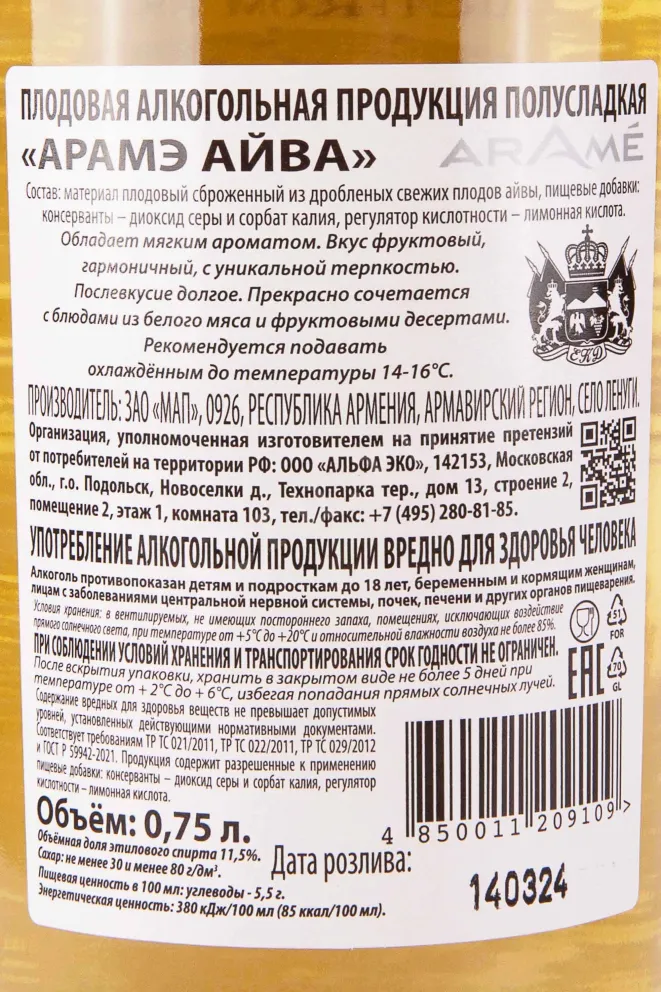 ПЛОДОВАЯ АЛКОГОЛЬНАЯ ПРОДУКЦИЯ ПОЛУСЛАДКАЯ
«АРАМЭ АЙВА» ARAMÉ
Состав: материал плодовый сброженный из дробленых свежих плодов айвы, пищевые добавки:
консерванты – диоксид серы и сорбат калия, регулятор кислотности – лимонная кислота.
Обладает мягким ароматом. Вкус фруктовый,
гармоничный, с уникальной терпкостью.
Послевкусие долгое. Прекрасно сочетается
с блюдами из белого мяса и фруктовыми десертами.
Рекомендуется подавать
охлаждённым до температуры 14-16°С.
ЕКД
ПРОИЗВОДИТЕЛЬ: ЗАО «МАП», 0926, РЕСПУБЛИКА АРМЕНИЯ, АРМАВИРСКИЙ РЕГИОН, СЕЛО ЛЕНУГИ.
Организация, уполномоченная изготовителем на принятие претензий
от потребителей на территории РФ: ООО «АЛЬФА ЭКО», 142153, Московская
обл., г.о. Подольск, Новоселки д., Технопарка тер., дом 13, строение 2,
помещение 2, этаж 1, комната 103, тел./факс: +7 (495) 280-81-85.
УПОТРЕБЛЕНИЕ АЛКОГОЛЬНОЙ ПРОДУКЦИИ ВРЕДНО ДЛЯ ЗДОРОВЬЯ ЧЕЛОВЕКА
Алкоголь противопоказан детям и подросткам до 18 лет, беременным и кормящим женщинам,
лицам с заболеваниями центральной нервной системы, почек, печени и других органов пищеварения.
Условия хранения: в вентилируемых, не имеющих постороннего запаха, помещениях, исключающих воздействие
прямого солнечного света, при температуре от +5°С до +20°С и относительной влажности воздуха не более 85%.
51
FOR
ПРИ СОБЛЮДЕНИИ УСЛОВИЙ ХРАНЕНИЯ И ТРАНСПОРТИРОВАНИЯ СРОК ГОДНОСТИ НЕ ОГРАНИЧЕН.
После вскрытия упаковки, хранить в закрытом виде не более 5 дней при
температуре от + 2°С до + 6°С, избегая попадания прямых солнечных лучей.
EAC
70
GL
Содержание вредных для здоровья веществ не превышает допустимых
уровней, установленных действующими нормативными документами.
Соответствует требованиям ТР ТС 021/2011, ТР ТС 022/2011, ТР ТС 029/2012
и ГОСТ Р 59942-2021. Продукция содержит разрешенные к применению
пищевые добавки: консерванты – диоксид серы и сорбат калия, регулятор
кислотности – лимонная кислота.
Объём: 0,75 л.
Объёмная доля этилового спирта 11,5%.
Сахар: не менее 30 и менее 80 г/дм³.
Пищевая ценность в 100 мл: углеводы - 5,5 г.
Энергетическая ценность: 380 кДж/100 мл (85 ккал/100 мл).
4 850011 209109 >
Дата розлива:
140324